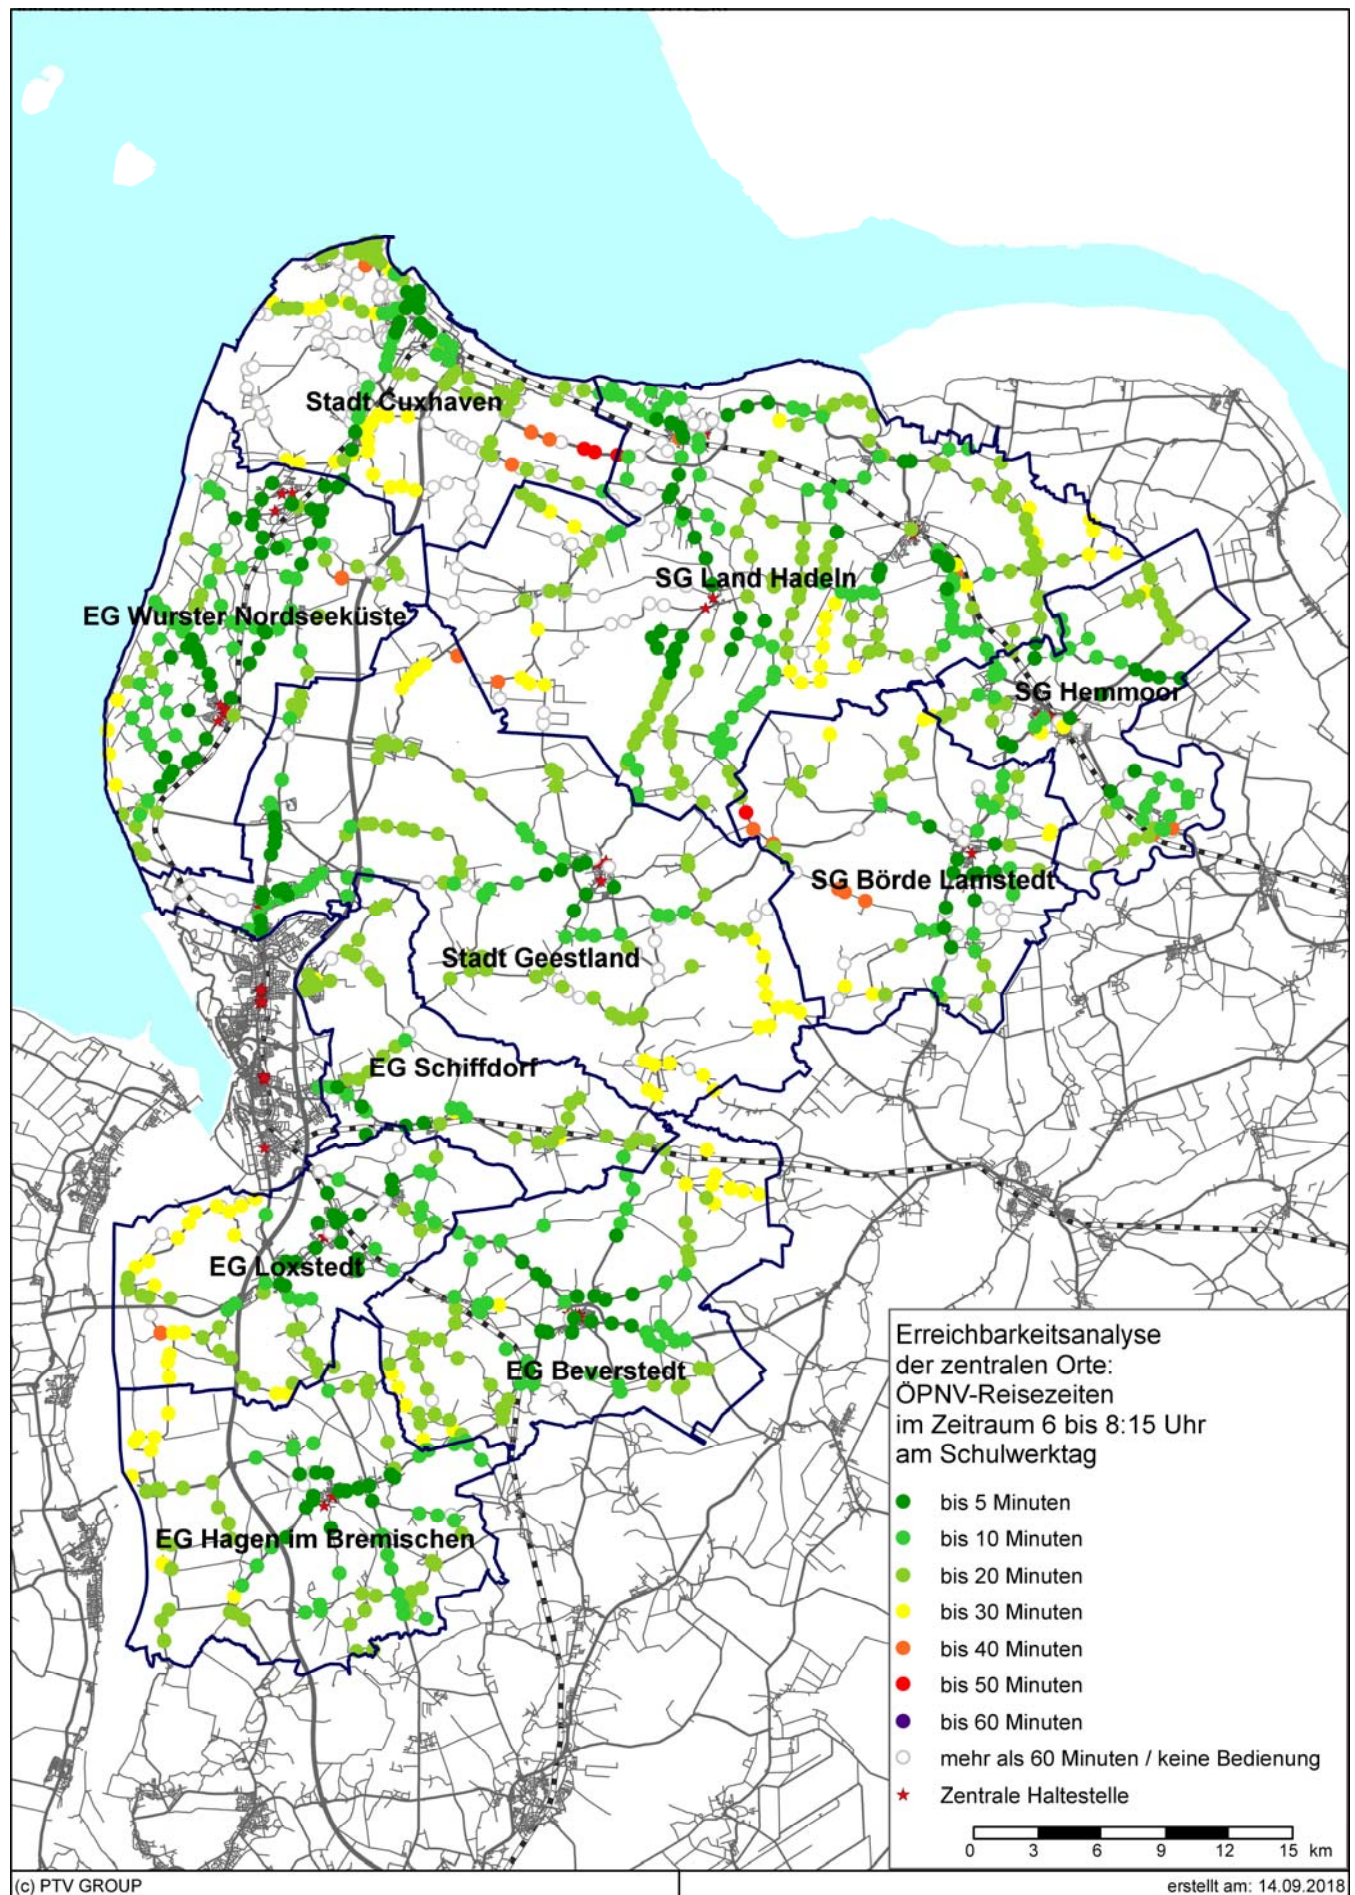 Stadt Cuxhaven
SG Land Hadeln
EG Wurster Nordseeküste
SG Hemmoor
SG Börde Lamstedt
Stadt Geestland
EG Schiffdorf
EG Loxstedt
EG Beverstedt
EG Hagen im Bremischen
Erreichbarkeitsanalyse
der zentralen Orte:
ÖPNV-Reisezeiten
im Zeitraum 6 bis 8:15 Uhr
am Schulwerktag
bis 5 Minuten
bis 10 Minuten
bis 20 Minuten
bis 30 Minuten
bis 40 Minuten
bis 50 Minuten
bis 60 Minuten
mehr als 60 Minuten / keine Bedienung
Zentrale Haltestelle
0 3 6 9 12 15 km
(c) PTV GROUP
erstellt am: 14.09.2018